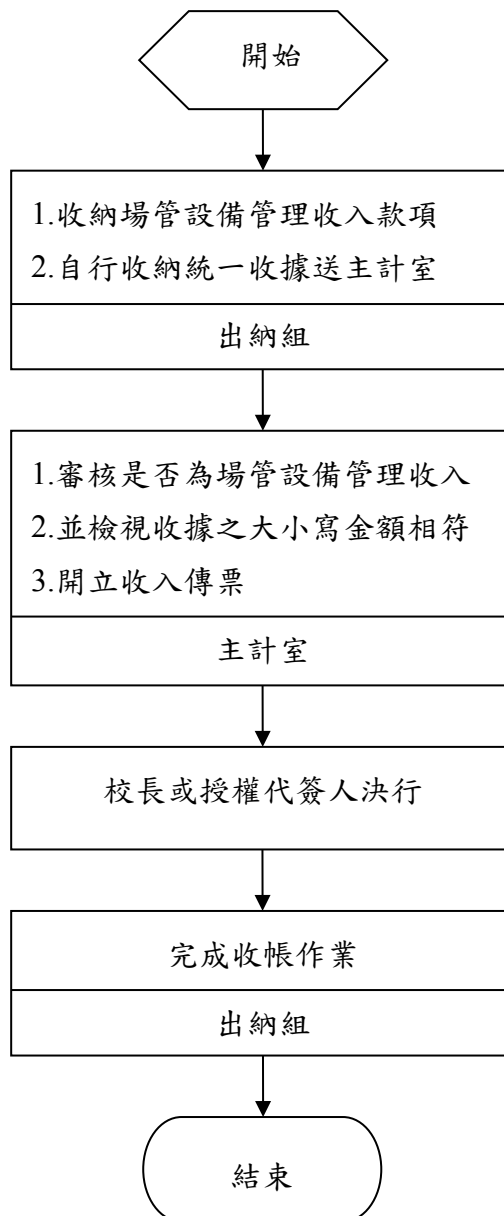 開始
1.收納場管設備管理收入款項
2.自行收納統一收據送主計室
出納組
1.審核是否為場管設備管理收入
2.並檢視收據之大小寫金額相符
3.開立收入傳票
主計室
校長或授權代簽人決行
完成收帳作業
出納組
結束